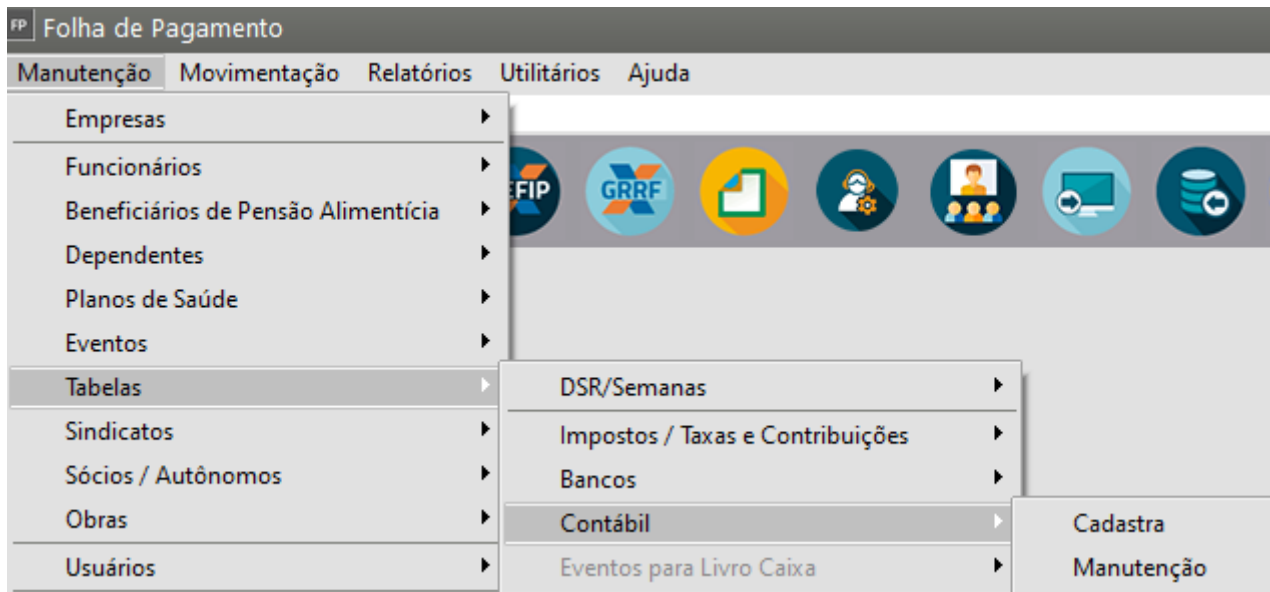 FP Folha de Pagamento
Manutenção Movimentação Relatórios Utilitários Ajuda
Empresas
Funcionários
EFIP GRRF
Beneficiários de Pensão Alimentícia
Dependentes
Planos de Saúde
Eventos
Tabelas DSR/Semanas
Sindicatos Impostos / Taxas e Contribuições
Sócios / Autônomos Bancos
Obras Contábil Cadastra
Usuários Eventos para Livro Caixa Manutenção